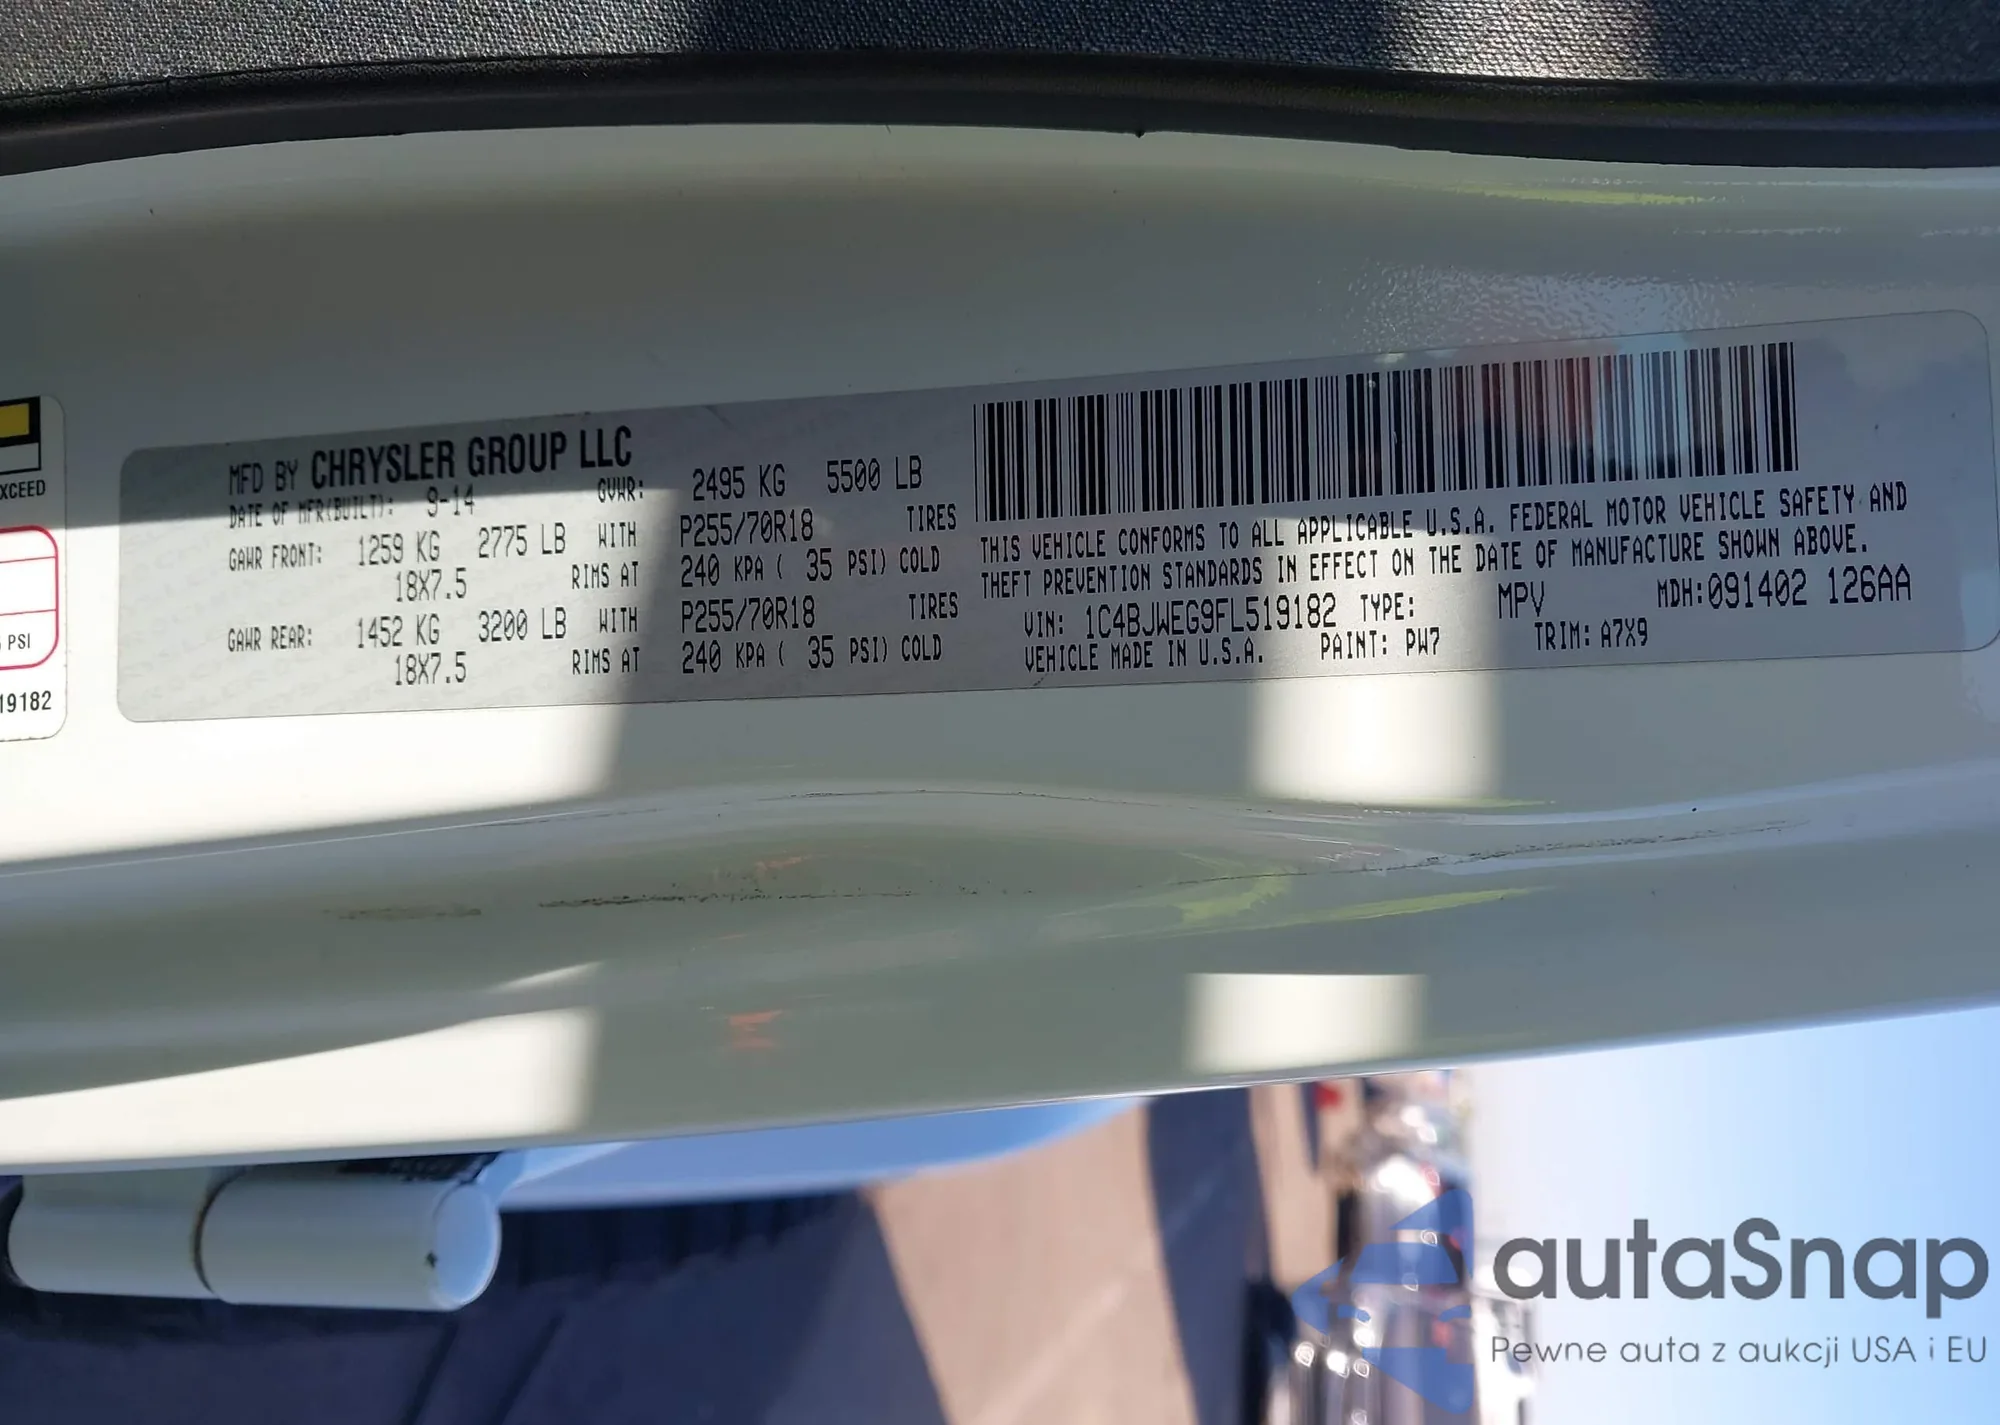 XCEED
PSI
19182
MFD BY CHRYSLER GROUP LLC
DATE OF MFR(BUILT): 9-14 GVWR: 2495 KG 5500 LB
GAWR FRONT: 1259 KG 2775 LB WITH P255/70R18 TIRES
18X7.5 RIMS AT 240 KPA ( 35 PSI) COLD
GAWR REAR: 1452 KG 3200 LB WITH P255/70R18 TIRES
18X7.5 RIMS AT 240 KPA ( 35 PSI) COLD
THIS VEHICLE CONFORMS TO ALL APPLICABLE U.S.A. FEDERAL MOTOR VEHICLE SAFETY AND
THEFT PREVENTION STANDARDS IN EFFECT ON THE DATE OF MANUFACTURE SHOWN ABOVE.
VIN: 1C4BJWEG9FL519182 TYPE: MPV MDH:091402 126AA
VEHICLE MADE IN U.S.A. PAINT: PW7 TRIM: A7X9
autaSnap
Pewne auta z aukcji USA i EU